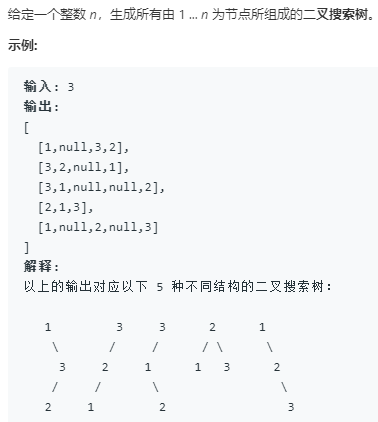 给定一个整数 n，生成所有由 1 ... n 为节点所组成的二叉搜索树。
示例:
输入: 3
输出:
[
  [1,null,3,2],
  [3,2,null,1],
  [3,1,null,null,2],
  [2,1,3],
  [1,null,2,null,3]
]
解释:
以上的输出对应以下 5 种不同结构的二叉搜索树:
   1         3     3      2      1
    \       /     /      / \      \
     3     2     1      1   3      2
    /     /       \                 \
   2     1         2                 3